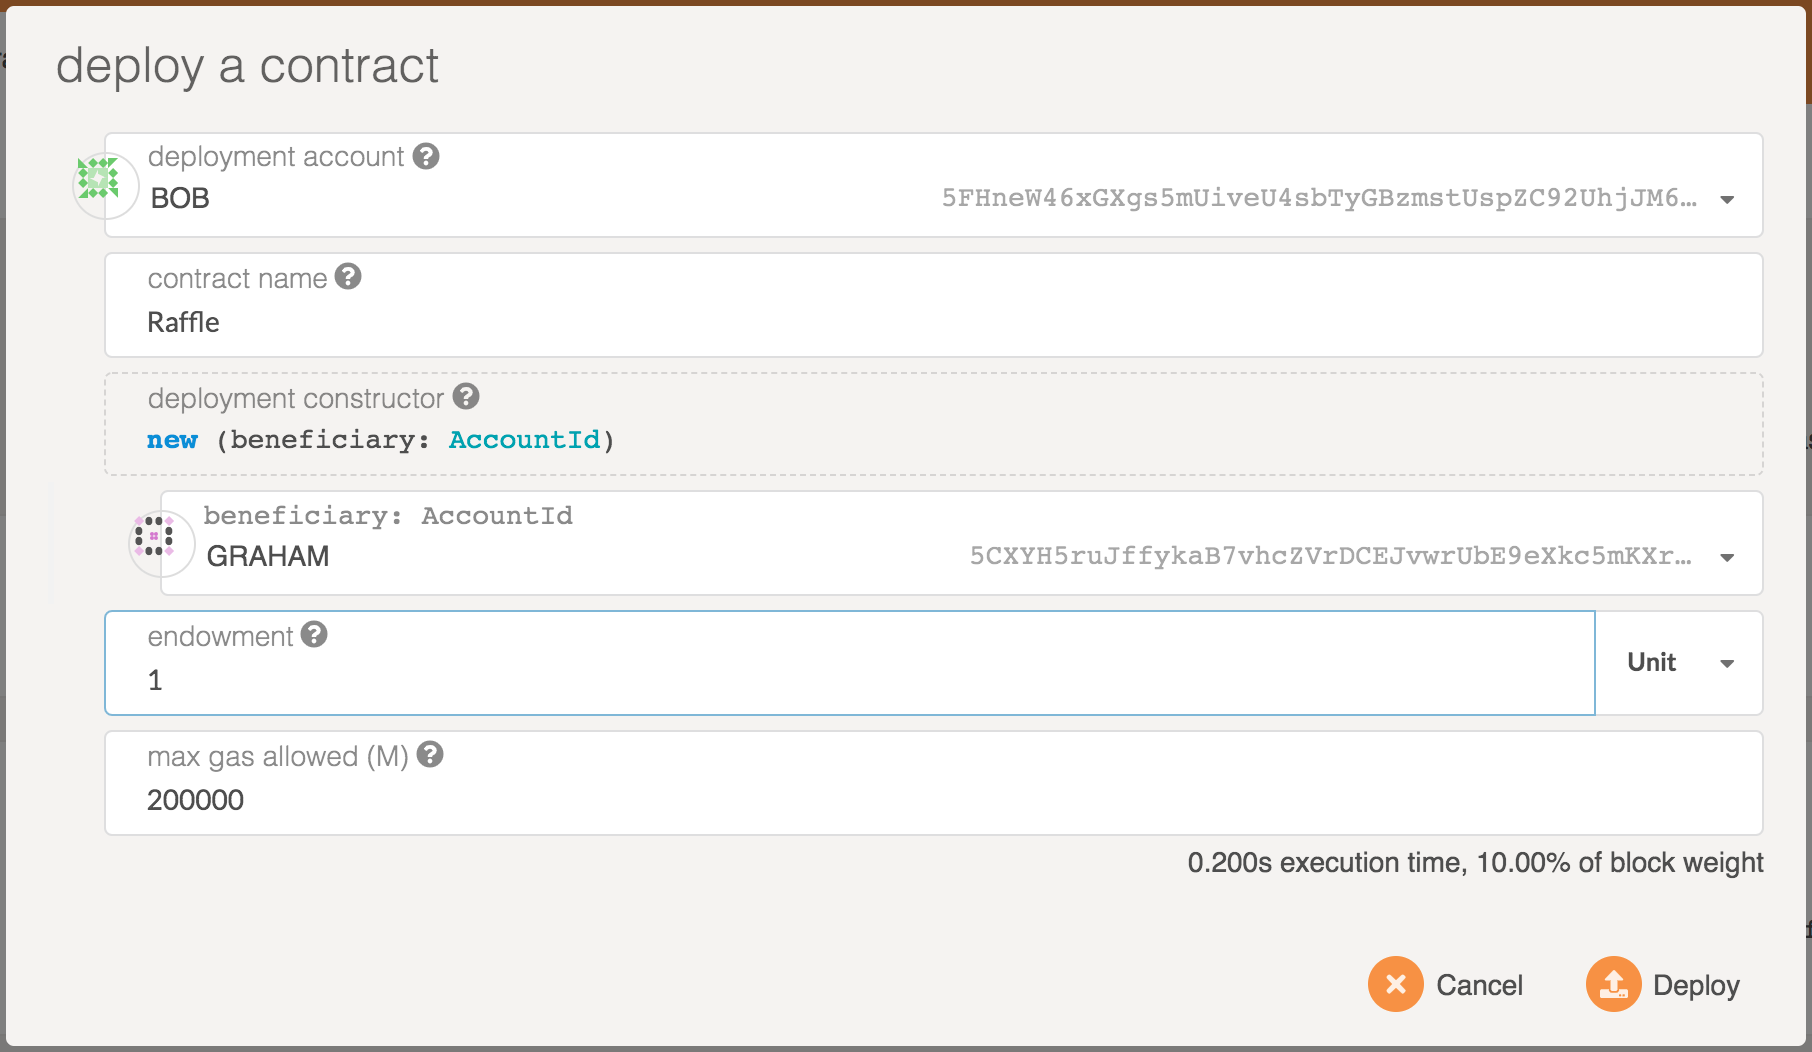 deploy a contract
deployment account
BOB
5FHneW46xGXgs5mUiveU4sbTyGBzmstUspZC92UhjJM6…
contract name
Raffle
deployment constructor
new (beneficiary: AccountId)
beneficiary: AccountId
GRAHAM
5CXYH5ruJffykaB7vhcZVrDCEJvwrUbE9eXkc5mKXr…
endowment
1
Unit
max gas allowed (M)
200000
0.200s execution time, 10.00% of block weight
Cancel
Deploy